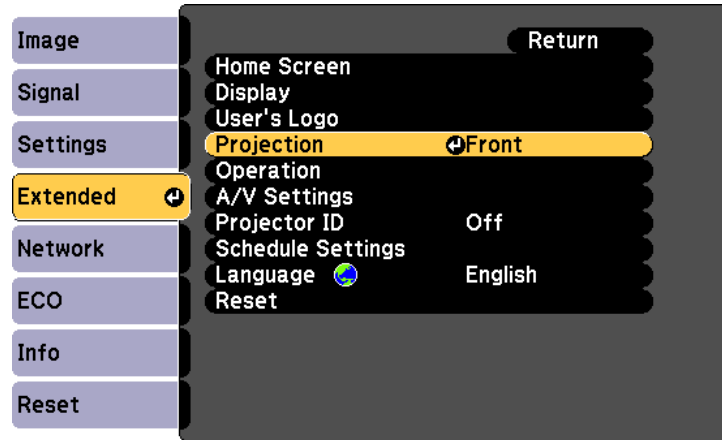 Image
Signal
Settings
Extended
Network
ECO
Info
Reset
Return
Home Screen
Display
User's Logo
Projection Front
Operation
A/V Settings
Projector ID Off
Schedule Settings
Language English
Reset